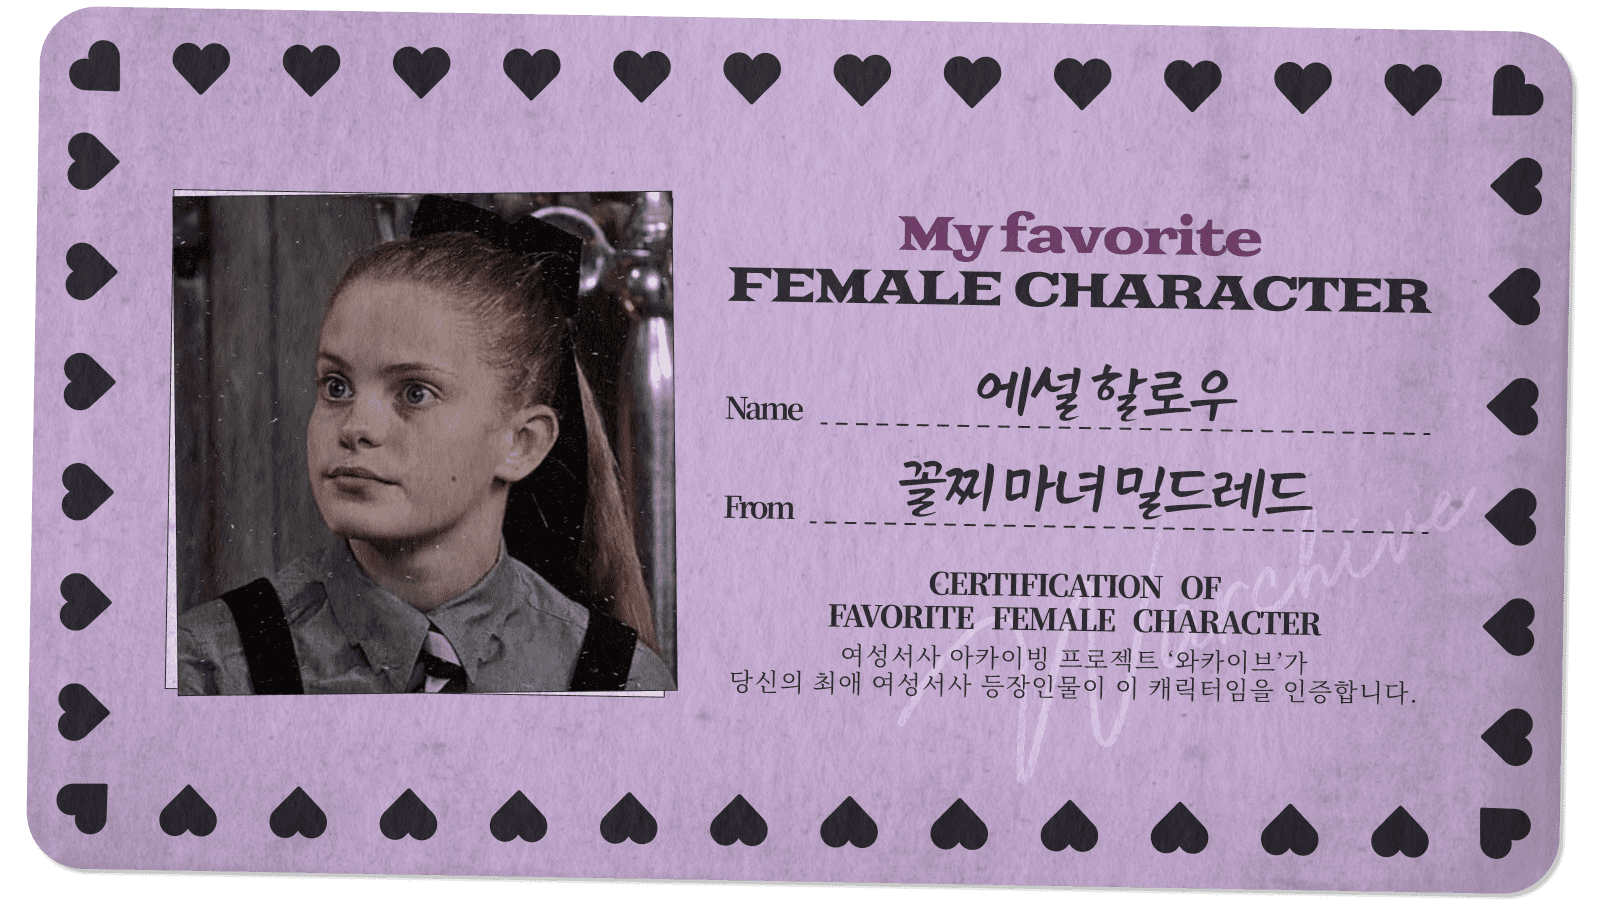 My favorite
FEMALE CHARACTER
Name 에설 할로우
From 꼴찌 마녀 밀드레드
CERTIFICATION OF
FAVORITE FEMALE CHARACTER
여성서사 아카이빙 프로젝트 ‘와카이브’가
당신의 최애 여성서사 등장인물이 이 캐릭터임을 인증합니다.
Warchive